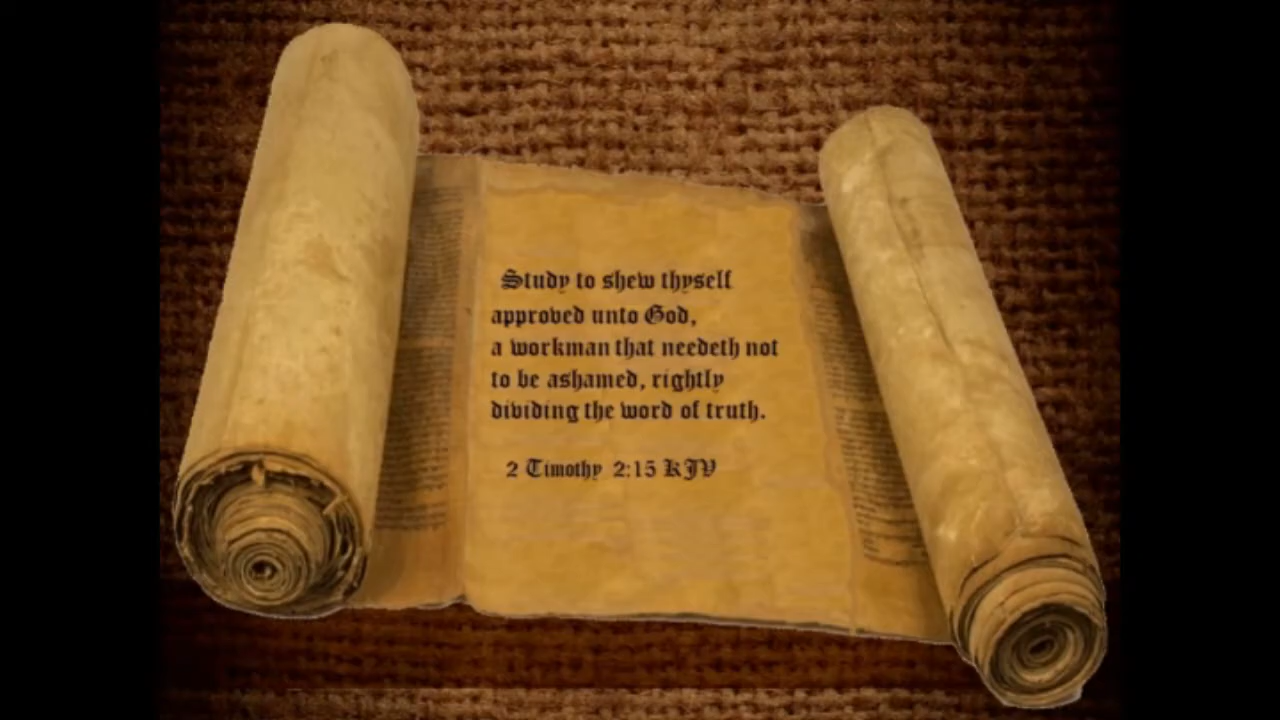 Study to shew thyself
approved unto God,
a workman that needeth not
to be ashamed, rightly
dividing the word of truth.
2 Timothy 2:15 KJV